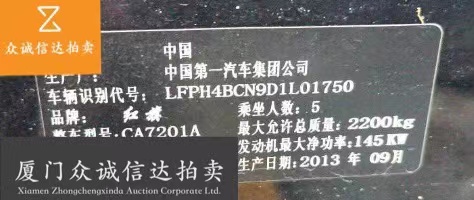 众诚信达拍卖
中国
中国第一汽车集团公司
车辆识别代号：LFPH4BCN9D1L01750
品牌：红旗 乘坐人数：5
整车型号：CA7201A 最大允许总质量：2200kg
发动机最大净功率：145KW
生产日期：2013年09月
厦门众诚信达拍卖
Xiamen Zhongchengxinda Auction Corporate Ltd.